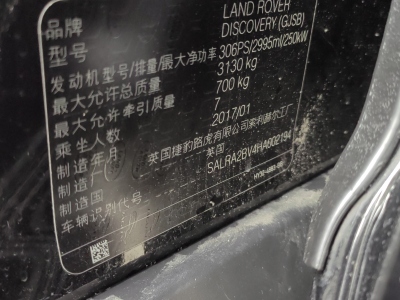 品牌 LAND ROVER
型号 DISCOVERY (GJSB)
发动机型号/排量/最大净功率 306PS/2995ml/250kW
最大允许总质量 3130 kg
最大允许牵引质量 700 kg
乘坐人数 7
制造年月 2017/01
制造厂 英国捷豹路虎有限公司索利赫尔工厂
制造国 英国
车辆识别代号 SALRA2BV4HA602194